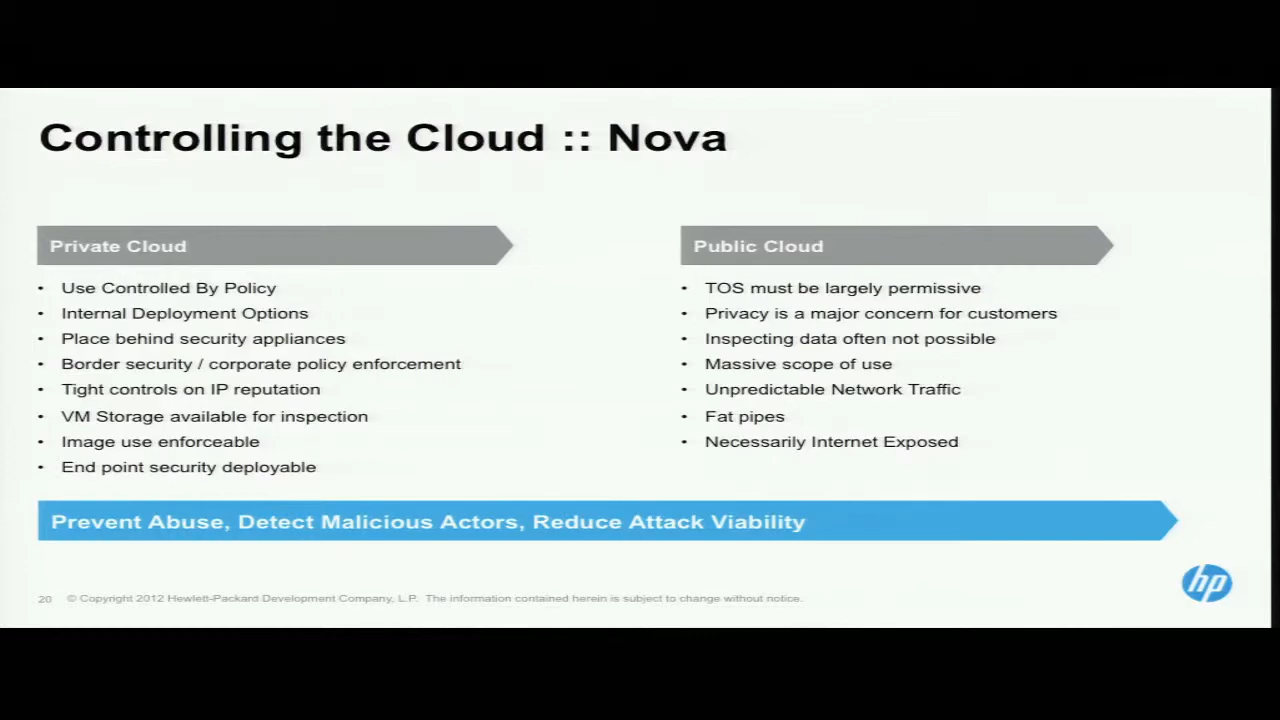 Controlling the Cloud :: Nova
Private Cloud
• Use Controlled By Policy
• Internal Deployment Options
• Place behind security appliances
• Border security / corporate policy enforcement
• Tight controls on IP reputation
• VM Storage available for inspection
• Image use enforceable
• End point security deployable
Public Cloud
• TOS must be largely permissive
• Privacy is a major concern for customers
• Inspecting data often not possible
• Massive scope of use
• Unpredictable Network Traffic
• Fat pipes
• Necessarily Internet Exposed
Prevent Abuse, Detect Malicious Actors, Reduce Attack Viability
hp
20 © Copyright 2012 Hewlett-Packard Development Company, L.P. The information contained herein is subject to change without notice.